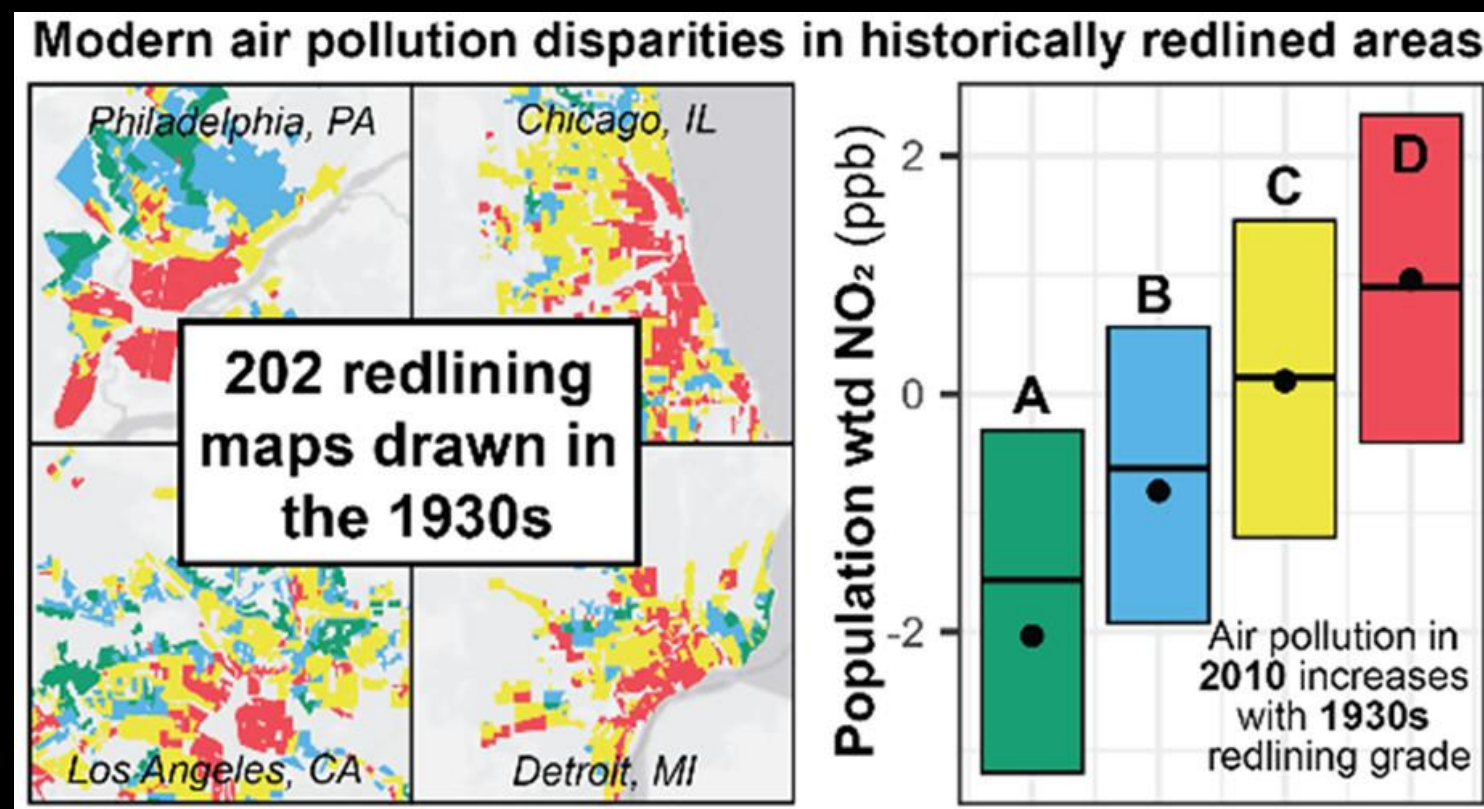 Modern air pollution disparities in historically redlined areas
Philadelphia, PA
Chicago, IL
202 redlining
maps drawn in
the 1930s
Los Angeles, CA
Detroit, MI
Population wtd NO₂ (ppb)
2
0
-2
A
B
C
D
Air pollution in
2010 increases
with 1930s
redlining grade